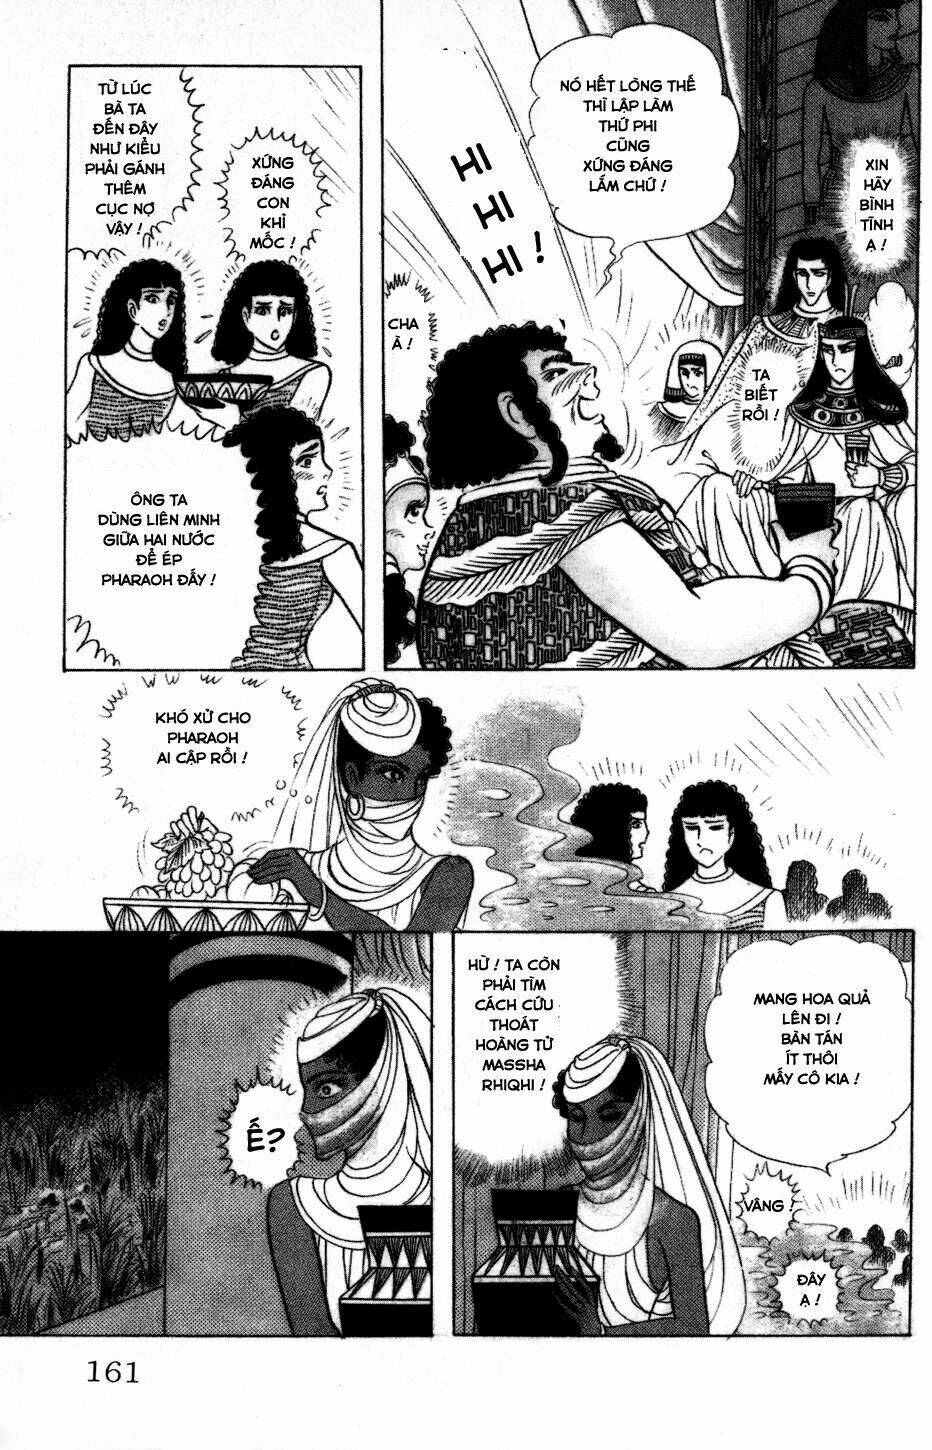 NÓ HẾT LÒNG THẾ
THÌ LẬP LÀM
THỨ PHI
CŨNG
XỨNG ĐÁNG
LẮM CHỨ !
XIN
HÃY
BÌNH
TĨNH
Ạ !
HI
HI
HI !
CHA
À !
TA
BIẾT
RỒI !
TỪ LÚC
BÀ TA
ĐẾN ĐÂY
NHƯ KIỂU
PHẢI GÁNH
THÊM
CỤC NỢ
VẬY !
XỨNG
ĐÁNG
CON
KHỈ
MỐC !
ÔNG TA
DÙNG LIÊN MINH
GIỮA HAI NƯỚC
ĐỂ ÉP
PHARAOH ĐẤY !
KHÓ XỬ CHO
PHARAOH
AI CẬP RỒI !
MANG HOA QUẢ
LÊN ĐI !
BÀN TÁN
ÍT THÔI
MẤY CÔ KIA !
VÂNG !
ĐÂY
Ạ !
HỪ ! TA CÒN
PHẢI TÌM
CÁCH CỨU
THOÁT
HOÀNG TỬ
MASSHA
RHIQHI !
Ế?
161